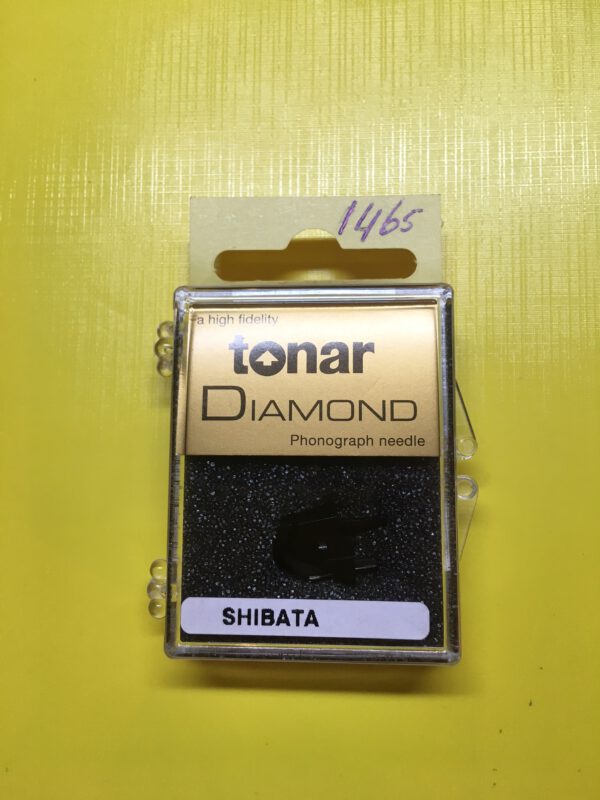 1465
a high fidelity
tonar
DIAMOND
Phonograph needle
SHIBATA